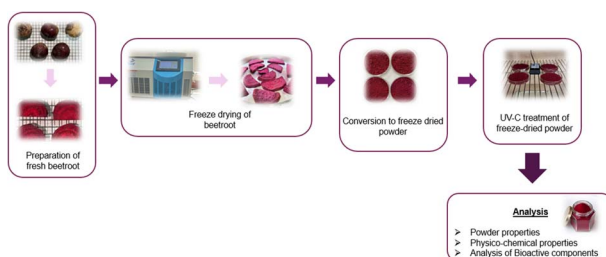 Preparation of
fresh beetroot
Freeze drying of
beetroot
Conversion to freeze dried
powder
UV-C treatment of
freeze-dried powder
Analysis
➢ Powder properties
➢ Physico-chemical properties
➢ Analysis of Bioactive components